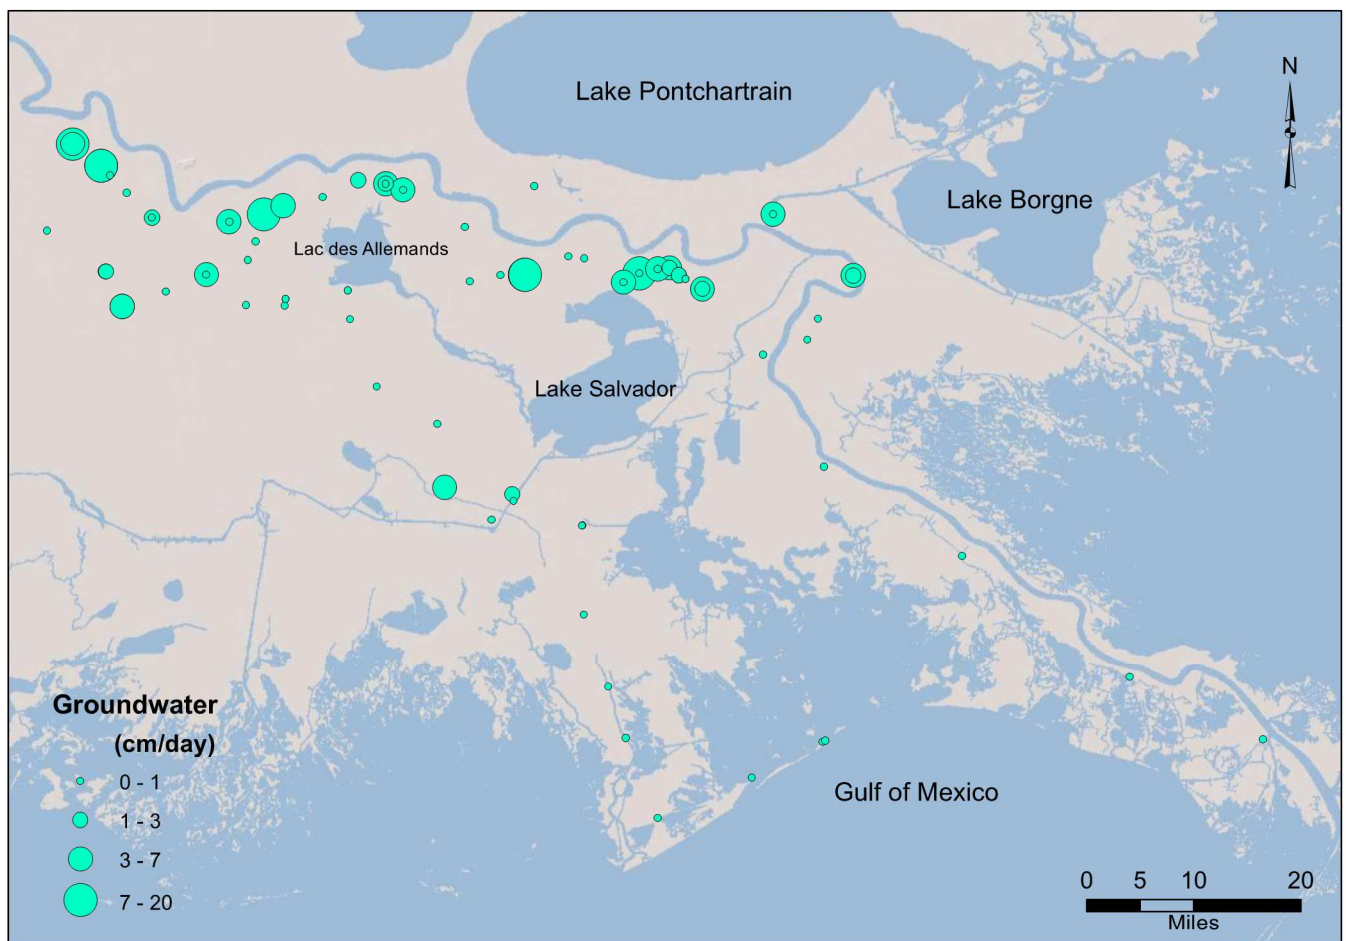 Lake Pontchartrain
N
Lake Borgne
Lac des Allemands
Lake Salvador
Groundwater
(cm/day)
0 - 1
1 - 3
3 - 7
7 - 20
Gulf of Mexico
0 5 10 20
Miles